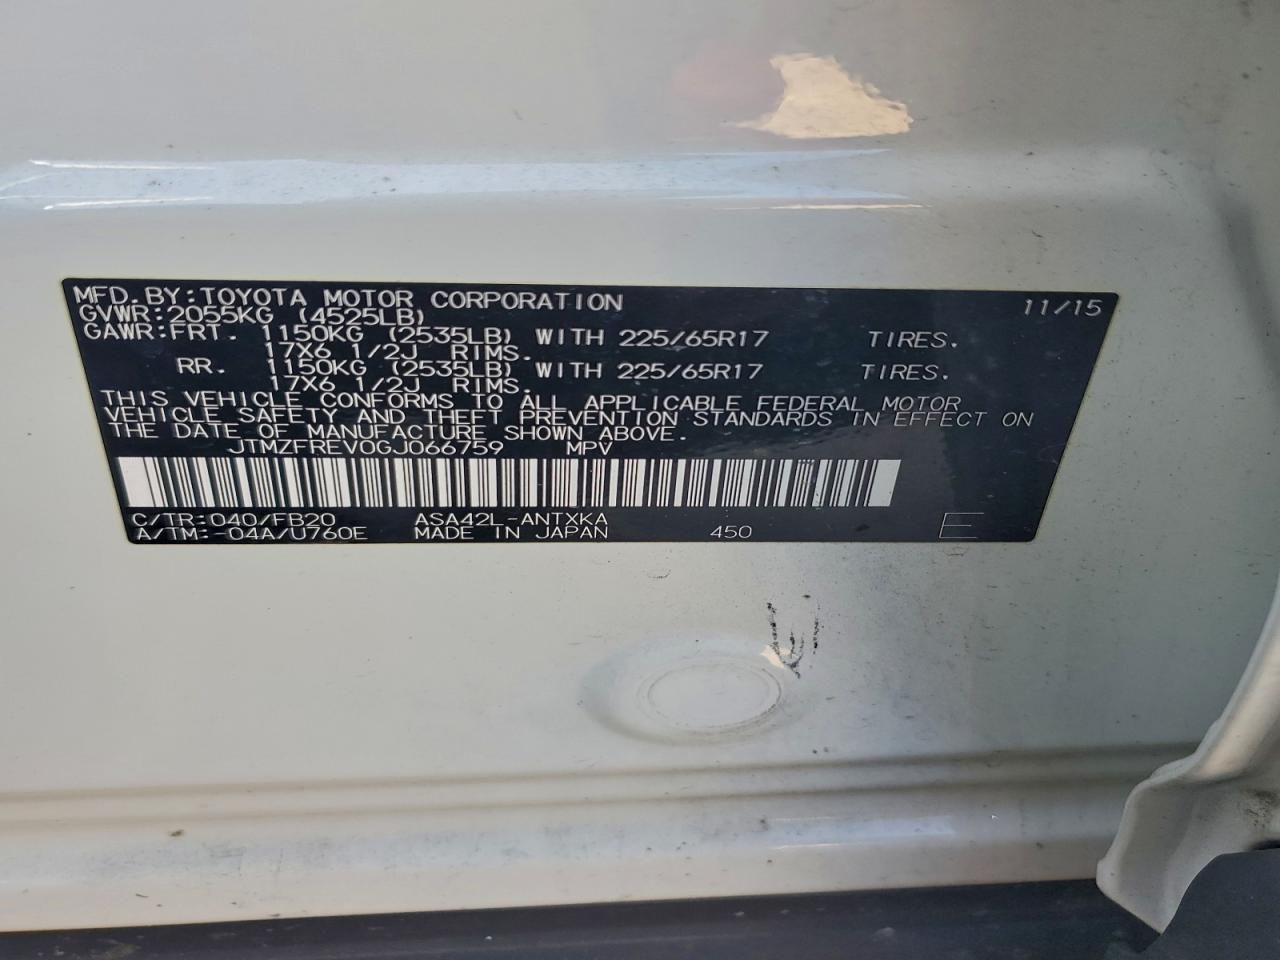 MFD.BY:TOYOTA MOTOR CORPORATION 11/15
GVWR:2055KG (4525LB)
GAWR:FRT. 1150KG (2535LB) WITH 225/65R17 TIRES.
17X6 1/2J RIMS.
RR. 1150KG (2535LB) WITH 225/65R17 TIRES.
17X6 1/2J RIMS.
THIS VEHICLE CONFORMS TO ALL APPLICABLE FEDERAL MOTOR
VEHICLE SAFETY AND THEFT PREVENTION STANDARDS IN EFFECT ON
THE DATE OF MANUFACTURE SHOWN ABOVE.
JTMZFREV0GJ066759 MPV
C/TR:040/FB20 ASA42L-ANTXKA
A/TM:-04A/U760E MADE IN JAPAN 450 E